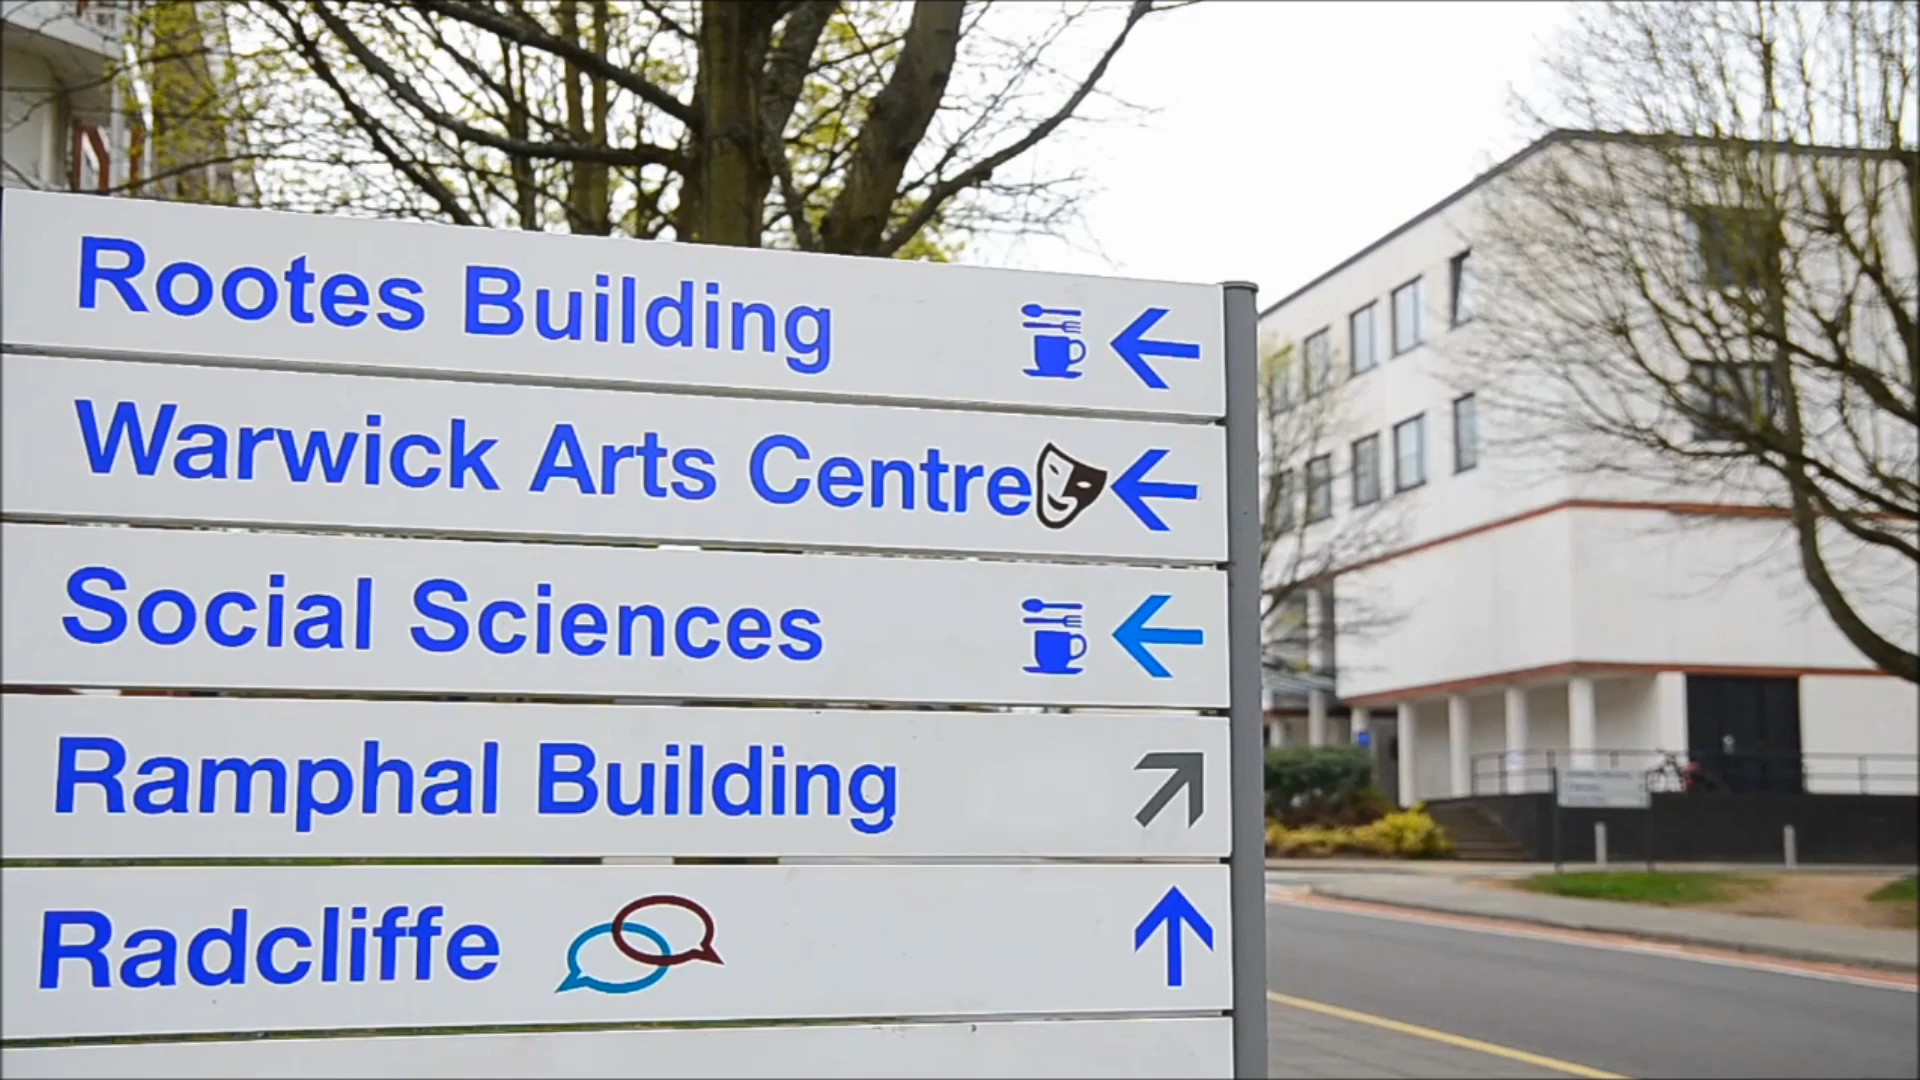 Rootes Building
Warwick Arts Centre
Social Sciences
Ramphal Building
Radcliffe